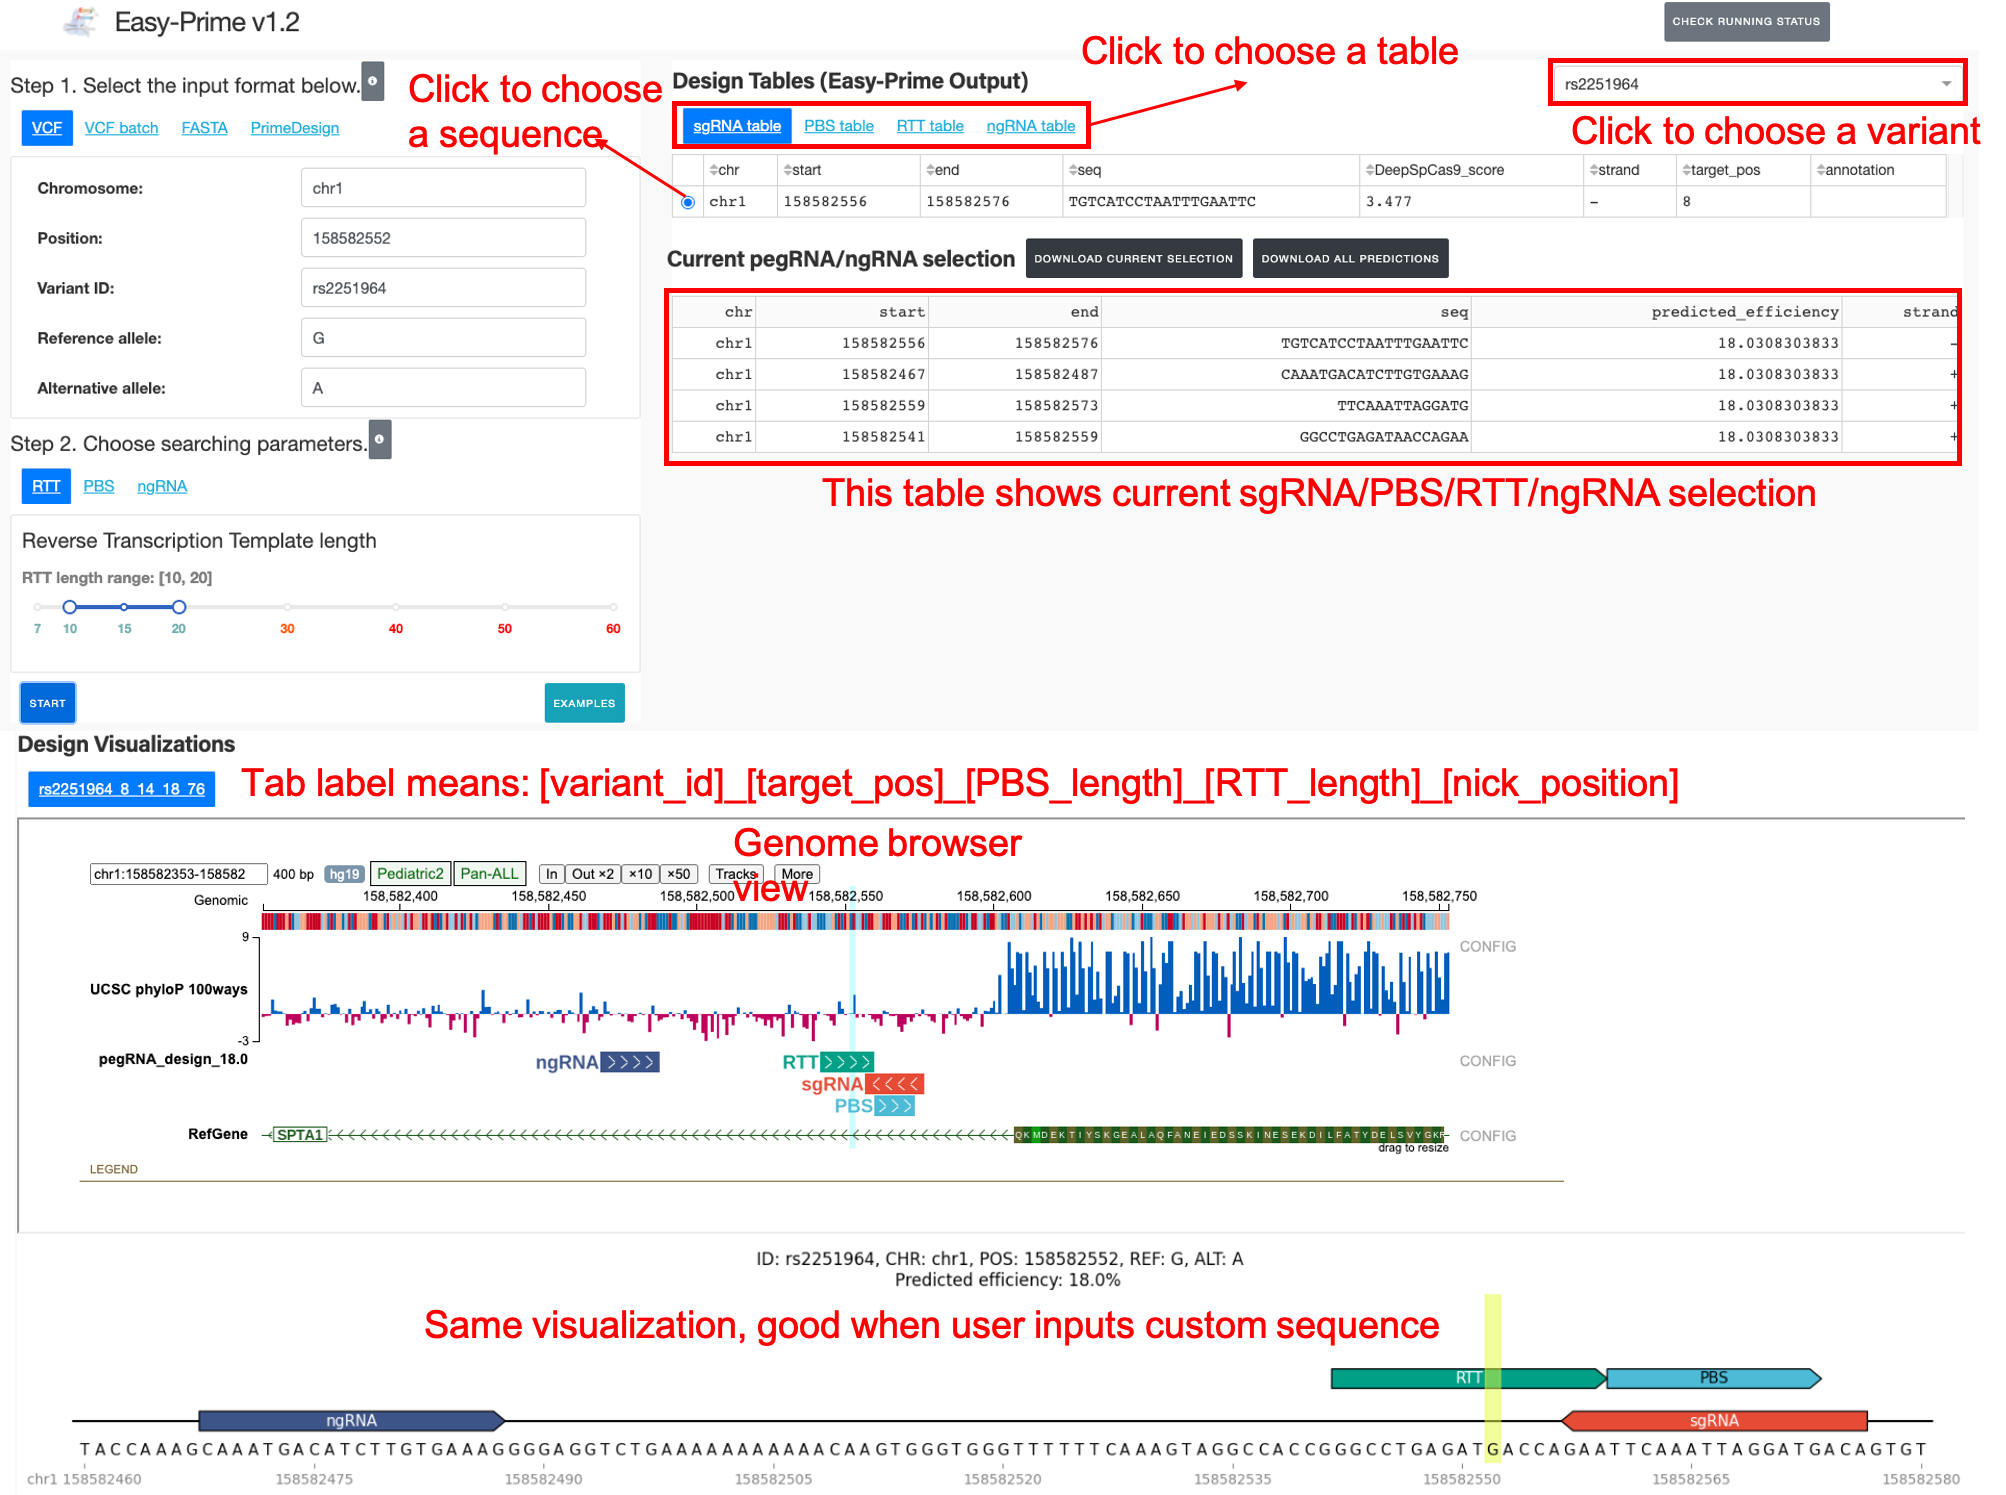 Easy-Prime v1.2
CHECK RUNNING STATUS
Step 1. Select the input format below.
VCF VCF batch FASTA PrimeDesign
Chromosome: chr1
Position: 158582552
Variant ID: rs2251964
Reference allele: G
Alternative allele: A
Step 2. Choose searching parameters.
RTT PBS ngRNA
Reverse Transcription Template length
RTT length range: [10, 20]
7 10 15 20 30 40 50 60
START EXAMPLES
Click to choose
a sequence
Design Tables (Easy-Prime Output)
Click to choose a table
rs2251964
Click to choose a variant
sgRNA table PBS table RTT table ngRNA table
chr start end seq DeepSpCas9_score strand target_pos annotation
chr1 158582556 158582576 TGTCATCCTAATTTGAATTC 3.477 - 8
Current pegRNA/ngRNA selection DOWNLOAD CURRENT SELECTION DOWNLOAD ALL PREDICTIONS
chr start end seq predicted_efficiency strand
chr1 158582556 158582576 TGTCATCCTAATTTGAATTC 18.0308303833 -
chr1 158582467 158582487 CAAATGACATCTTGTGAAAG 18.0308303833 +
chr1 158582559 158582573 TTCAAATTAGGATG 18.0308303833 +
chr1 158582541 158582559 GGCCTGAGATAACCAGAA 18.0308303833 +
This table shows current sgRNA/PBS/RTT/ngRNA selection
Design Visualizations
rs2251964_8_14_18_76
Tab label means: [variant_id]_[target_pos]_[PBS_length]_[RTT_length]_[nick_position]
Genome browser
view
chr1:158582353-158582 400 bp hg19 Pediatric2 Pan-ALL In Out ×2 ×10 ×50 Tracks More
Genomic 158,582,400 158,582,450 158,582,500 158,582,550 158,582,600 158,582,650 158,582,700 158,582,750
9
CONFIG
UCSC phyloP 100ways
-3
pegRNA_design_18.0 ngRNA RTT CONFIG
sgRNA
PBS
RefGene SPTA1 QKMDEKTIYSKGEALAQFANEIEDSSKINESEKDILFATYDELSVYGKF CONFIG
drag to resize
LEGEND
ID: rs2251964, CHR: chr1, POS: 158582552, REF: G, ALT: A
Predicted efficiency: 18.0%
Same visualization, good when user inputs custom sequence
RTT PBS
ngRNA sgRNA
TACCAAAGCAAATGACATCTTGTGAAAGGGGAGGTCTGAAAAAAAAAAACAAGTGGGTGGGTTTTTTCAAAGTAGGCCACCGGGCCTGAGATGACCAGAATTCAAATTAGGATGACAGTGT
chr1 158582460 158582475 158582490 158582505 158582520 158582535 158582550 158582565 158582580